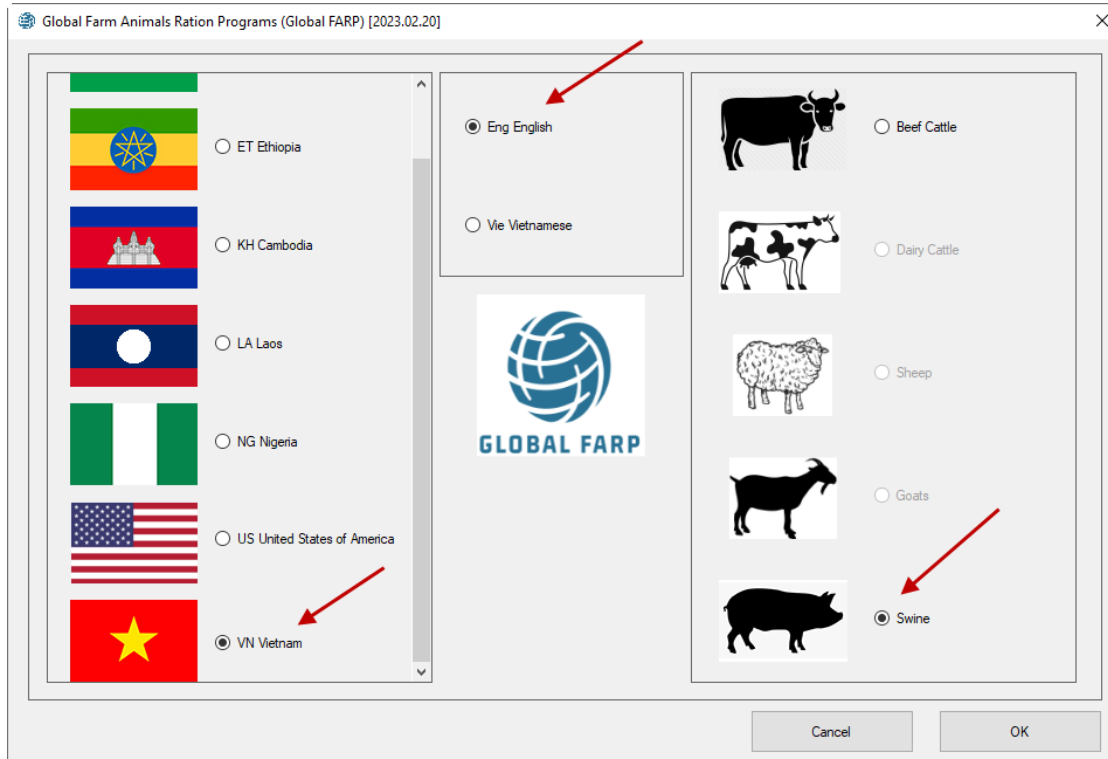 Global Farm Animals Ration Programs (Global FARP) [2023.02.20]
ET Ethiopia
KH Cambodia
LA Laos
NG Nigeria
US United States of America
VN Vietnam
Eng English
Vie Vietnamese
GLOBAL FARP
Beef Cattle
Dairy Cattle
Sheep
Goats
Swine
Cancel
OK